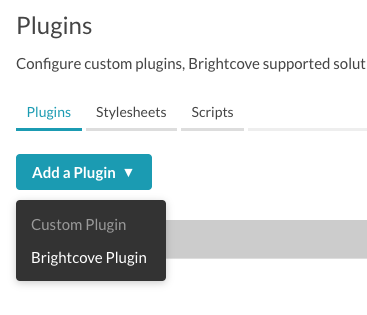 Plugins
Configure custom plugins, Brightcove supported solut
Plugins Stylesheets Scripts
Add a Plugin ▼
Custom Plugin
Brightcove Plugin